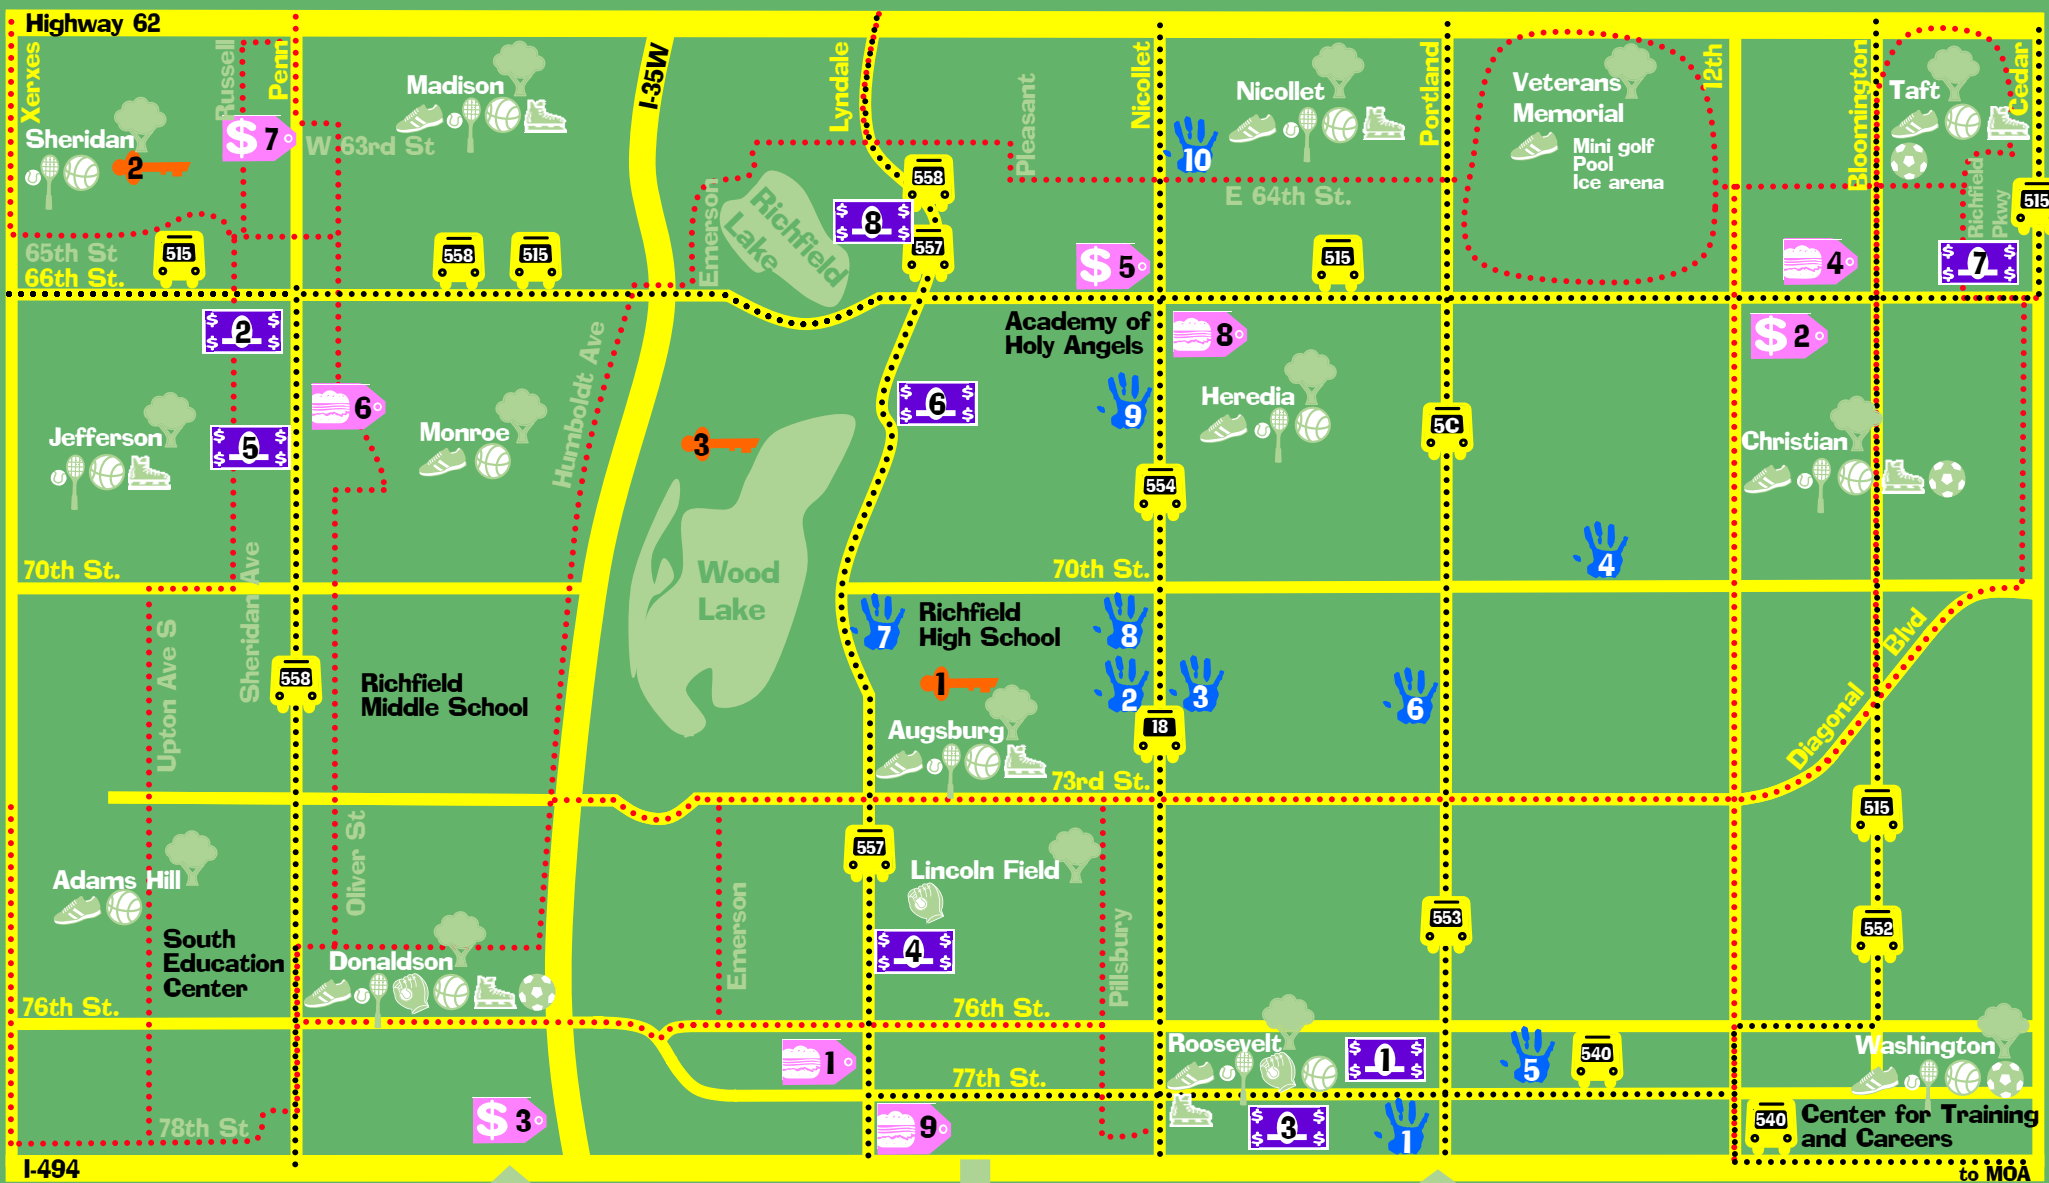 Highway 62
Xerxes
Russell
Penn
I-35W
Lyndale
Pleasant
Nicollet
Portland
12th
Bloomington
Cedar
Sheridan
2
$ 7
W 63rd St
Madison
Nicollet
10
E 64th St.
Veterans
Memorial
Mini golf
Pool
Ice arena
Taft
Richfield
Pkwy
515
65th St
66th St.
515
558
515
Emerson
Richfield
Lake
558
$ $ 8 $ $
557
$ 5
515
4
$ $ 7 $ $
$ $ 2 $ $
Humboldt Ave
Academy of
Holy Angels
8
$ 2
6
$ $ 6 $ $
9
Heredia
5C
Jefferson
$ $ 5 $ $
Monroe
3
Christian
554
4
70th St.
Sheridan Ave
Upton Ave S
Wood
Lake
70th St.
7
Richfield
High School
8
558
Richfield
Middle School
1
2
3
6
18
Augsburg
73rd St.
Diagonal
Blvd
515
557
Adams Hill
Oliver St
Emerson
Lincoln Field
Pillsbury
553
552
South
Education
Center
Donaldson
$ $ 4 $ $
76th St.
76th St.
1
77th St.
Roosevelt
$ $ 1 $ $
5
540
Washington
78th St
$ 3
9
$ $ 3 $ $
1
540
Center for Training
and Careers
I-494
to MOA